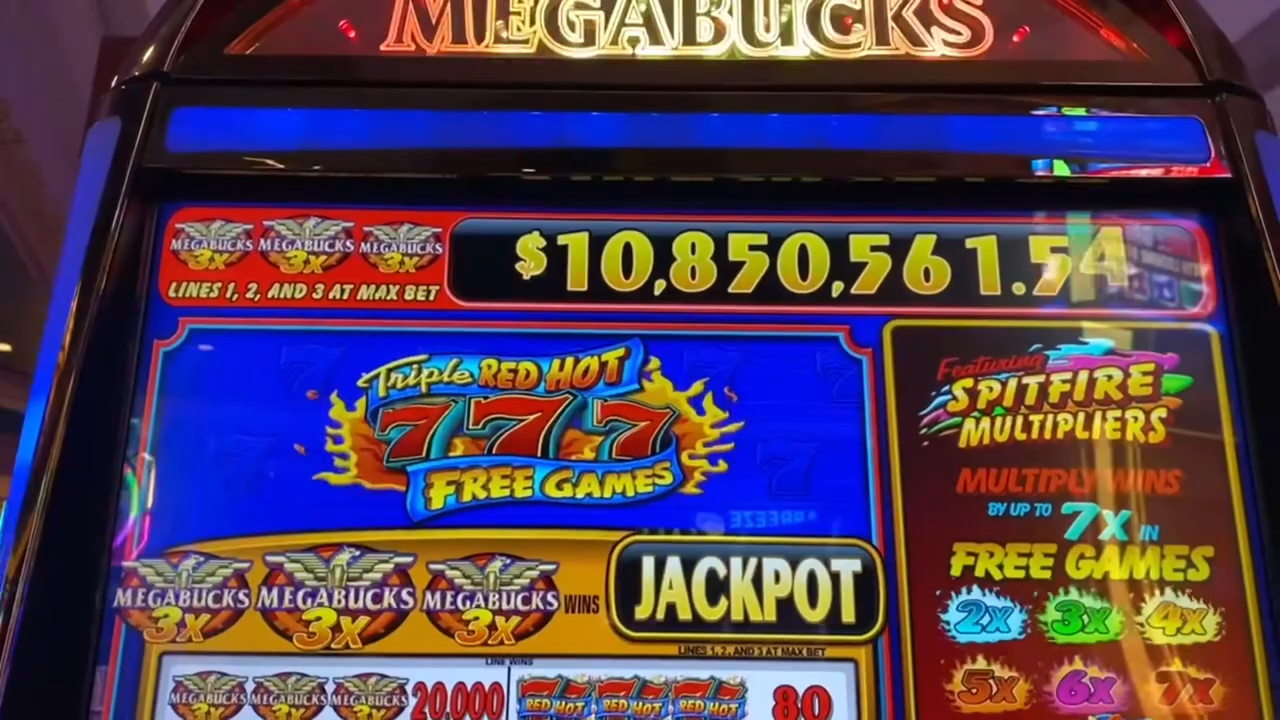 MEGABUCKS
MEGABUCKS MEGABUCKS MEGABUCKS
3X 3X 3X
LINES 1, 2, AND 3 AT MAX BET
$10,850,561.54
Triple RED HOT
777
FREE GAMES
Featuring
SPITFIRE
MULTIPLIERS
MULTIPLY WINS
BY UP TO 7X IN
FREE GAMES
2X 3X 4X
5X 6X 7X
MEGABUCKS MEGABUCKS MEGABUCKS WINS JACKPOT
3X 3X 3X
LINES 1, 2, AND 3 AT MAX BET
LINE WINS
MEGABUCKS MEGABUCKS MEGABUCKS 20,000
3X 3X 3X
RED HOT RED HOT RED HOT 80